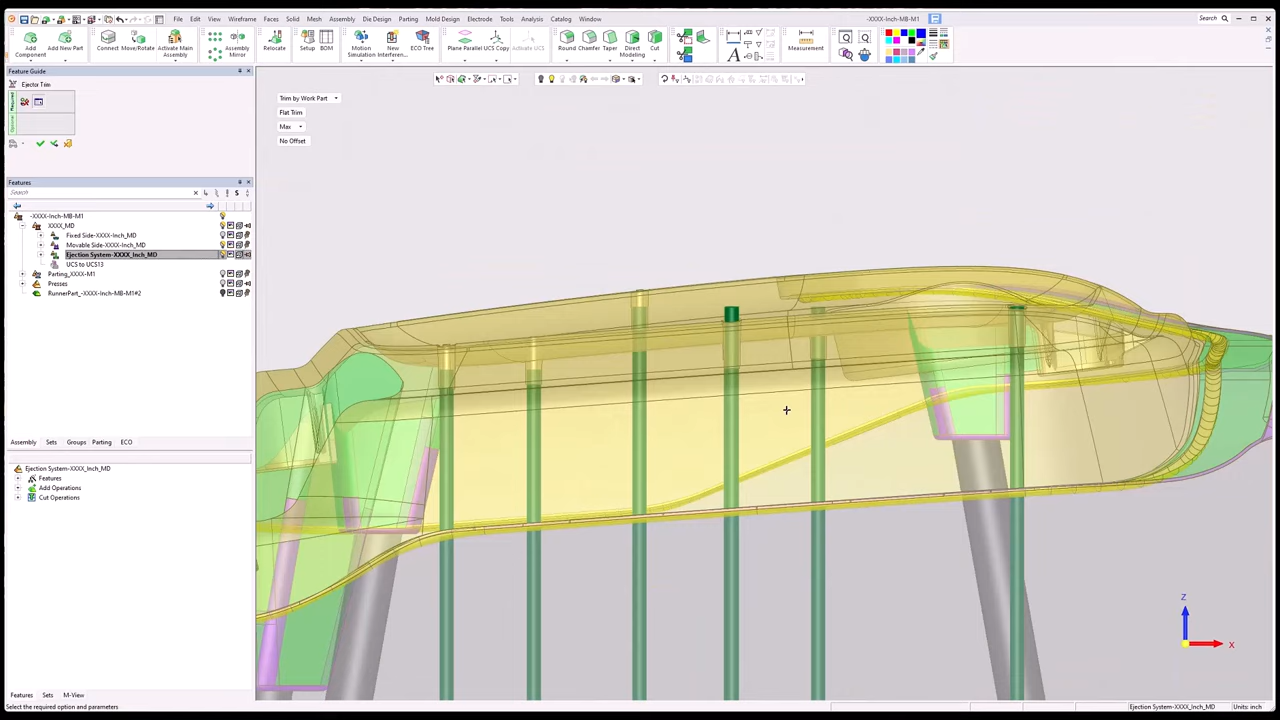 File Edit View Wireframe Faces Solid Mesh Assembly Die Design Parting Mold Design Electrode Tools Analysis Catalog Window
-XXXX-Inch-MB-M1
Search
Add Component
Add New Part
Connect
Move/Rotate
Activate Main Assembly
Assembly Mirror
Relocate
Setup
BOM
Motion Simulation
New Interferen...
ECO Tree
Plane Parallel
UCS Copy
Activate UCS
Round
Chamfer
Taper
Direct Modeling
Cut
Measurement
Feature Guide
Ejector Trim
Required
Optional
Trim by Work Part
Flat Trim
Max
No Offset
Features
Search
-XXXX-Inch-MB-M1
XXXX_MD
Fixed Side-XXXX-Inch_MD
Movable Side-XXXX-Inch_MD
Ejection System-XXXX_Inch_MD
UCS to UCS13
Parting_XXXX-M1
Presses
RunnerPart_-XXXX-Inch-MB-M1#2
Assembly Sets Groups Parting ECO
Ejection System-XXXX_Inch_MD
Features
Add Operations
Cut Operations
Z
X
Features Sets M-View
Select the required option and parameters
Ejection System-XXXX_Inch_MD
Units: inch